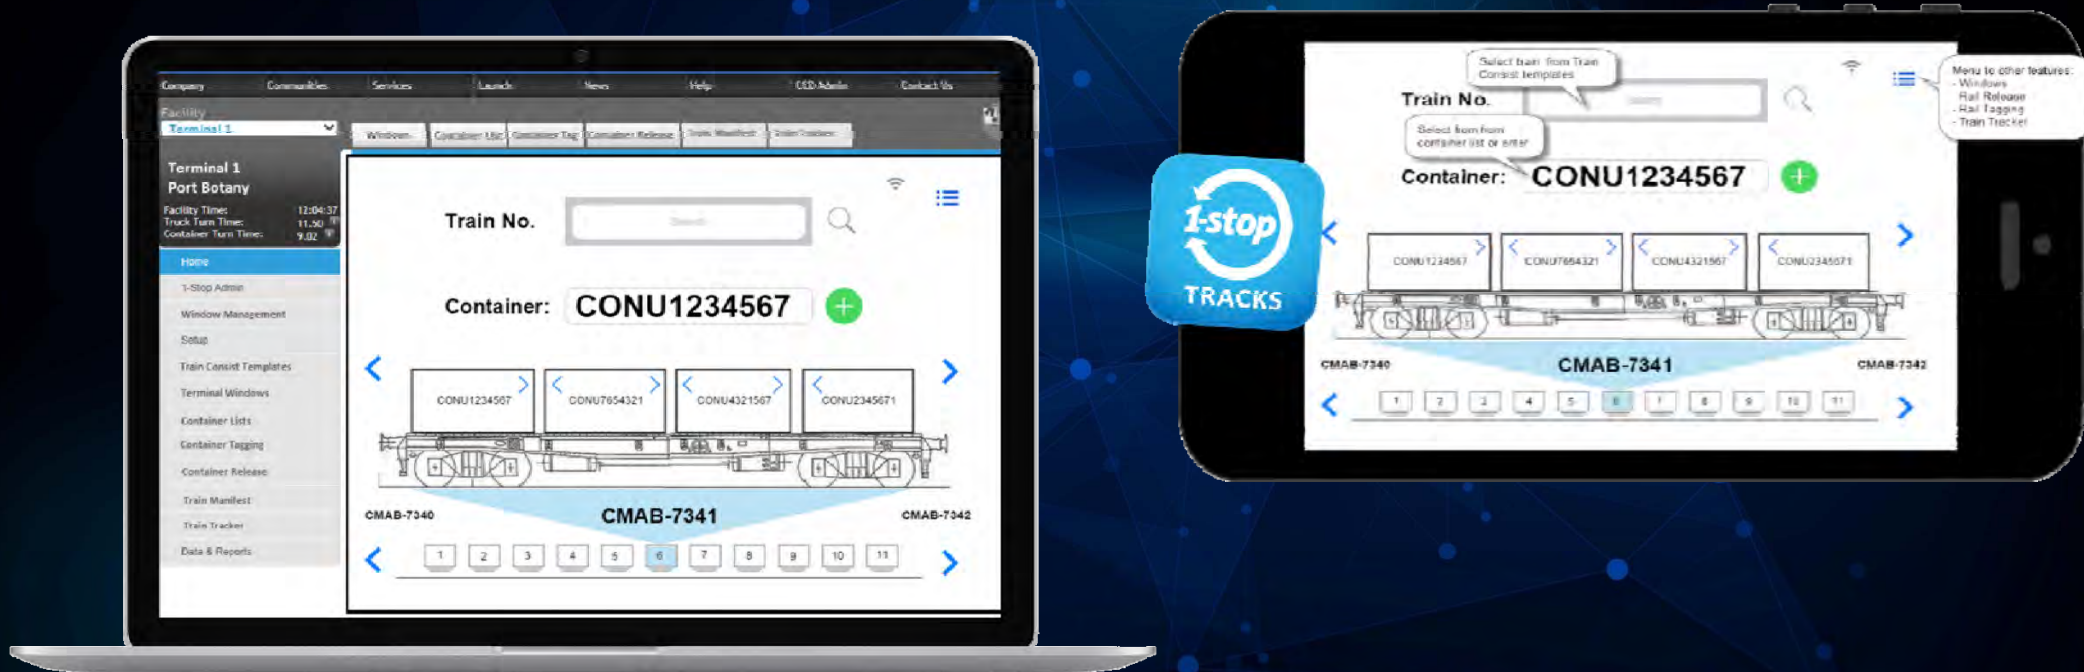 Company Communities Services Launch News Help CCD Admin Contact Us
Facility
Terminal 1
Windows Container List Container Tag Container Release Train Manifest Train Tracker
Terminal 1
Port Botany
Facility Time: 12:04:37
Truck Turn Time: 11.50
Container Turn Time: 9.02
Home
1-Stop Admin
Window Management
Setup
Train Consist Templates
Terminal Windows
Container Lists
Container Tagging
Container Release
Train Manifest
Train Tracker
Data & Reports
Train No. Search
Container: CONU1234567
CONU1234567 CONU7654321 CONU4321567 CONU2345671
CMAB-7340 CMAB-7341 CMAB-7342
1 2 3 4 5 6 7 8 9 10 11
1-stop
TRACKS
Select train from Train
Consist templates
Train No.
Select from from
container list or enter
Container: CONU1234567
Menu to other features:
- Windows
Rail Release
- Rail Tagging
- Train Tracker
CONU1234567 CONU7654321 CONU4321567 CONU2345671
CMAB-7340 CMAB-7341 CMAB-7342
1 2 3 4 5 6 7 8 9 10 11